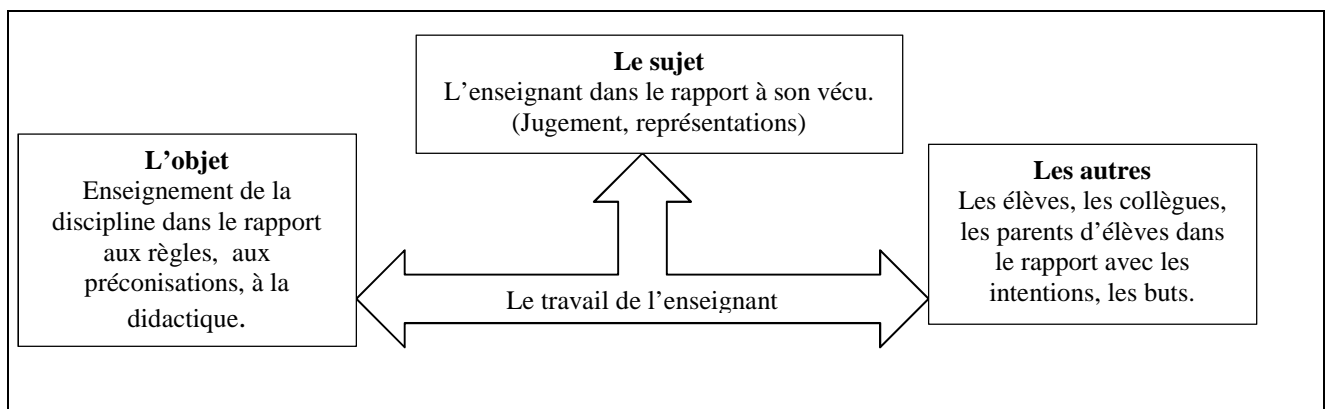 Le sujet
L’enseignant dans le rapport à son vécu.
(Jugement, représentations)
L’objet
Enseignement de la
discipline dans le rapport
aux règles, aux
préconisations, à la
didactique.
Les autres
Les élèves, les collègues,
les parents d’élèves dans
le rapport avec les
intentions, les buts.
Le travail de l’enseignant